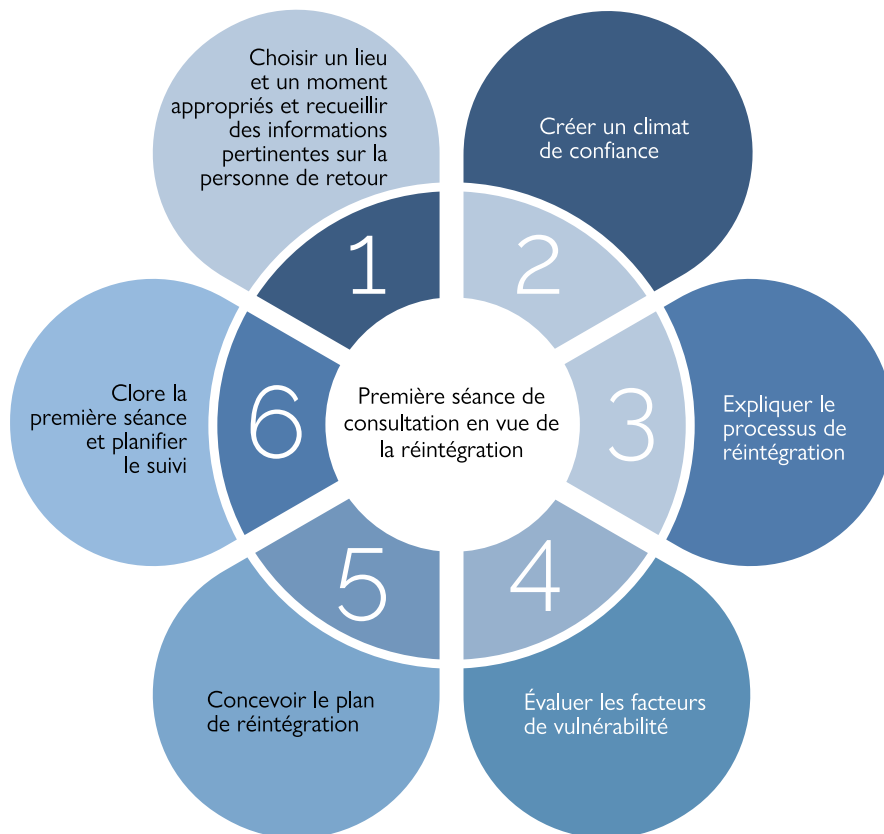 Choisir un lieu
et un moment
appropriés et recueillir
des informations
pertinentes sur la
personne de retour
1
Créer un climat
de confiance
2
Expliquer le
processus de
réintégration
3
Évaluer les facteurs
de vulnérabilité
4
Concevoir le plan
de réintégration
5
Clore la
première séance
et planifier
le suivi
6
Première séance de
consultation en vue de
la réintégration